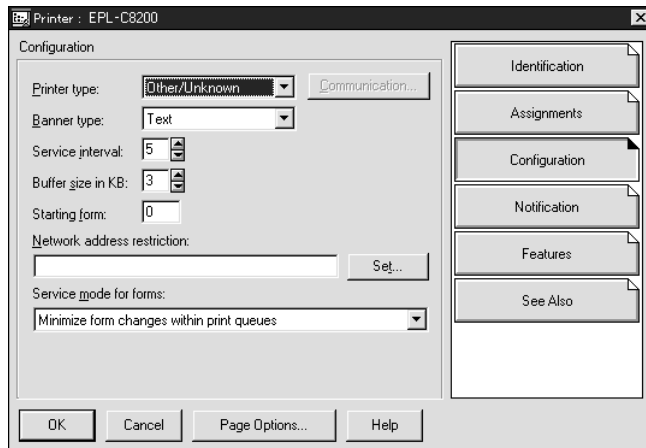 Printer : EPL-C8200
Configuration
Printer type: Other/Unknown Communication...
Banner type: Text
Service interval: 5
Buffer size in KB: 3
Starting form: 0
Network address restriction:
Set...
Service mode for forms:
Minimize form changes within print queues
Identification
Assignments
Configuration
Notification
Features
See Also
OK Cancel Page Options... Help